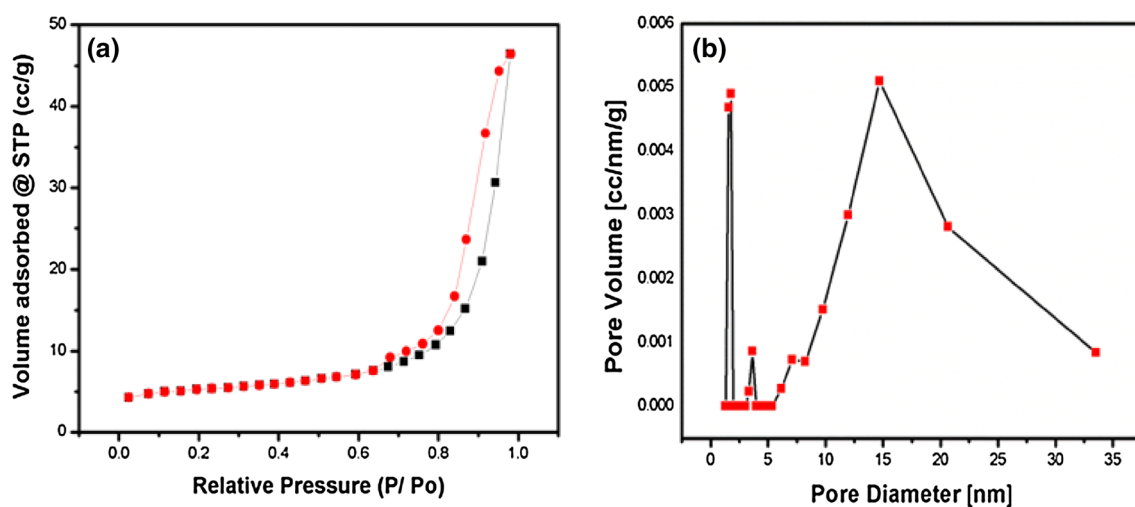 (a)
Volume adsorbed @ STP (cc/g)
50
40
30
20
10
0
0.0 0.2 0.4 0.6 0.8 1.0
Relative Pressure (P/ Po)
(b)
Pore Volume [cc/nm/g]
0.006
0.005
0.004
0.003
0.002
0.001
0.000
0 5 10 15 20 25 30 35
Pore Diameter [nm]